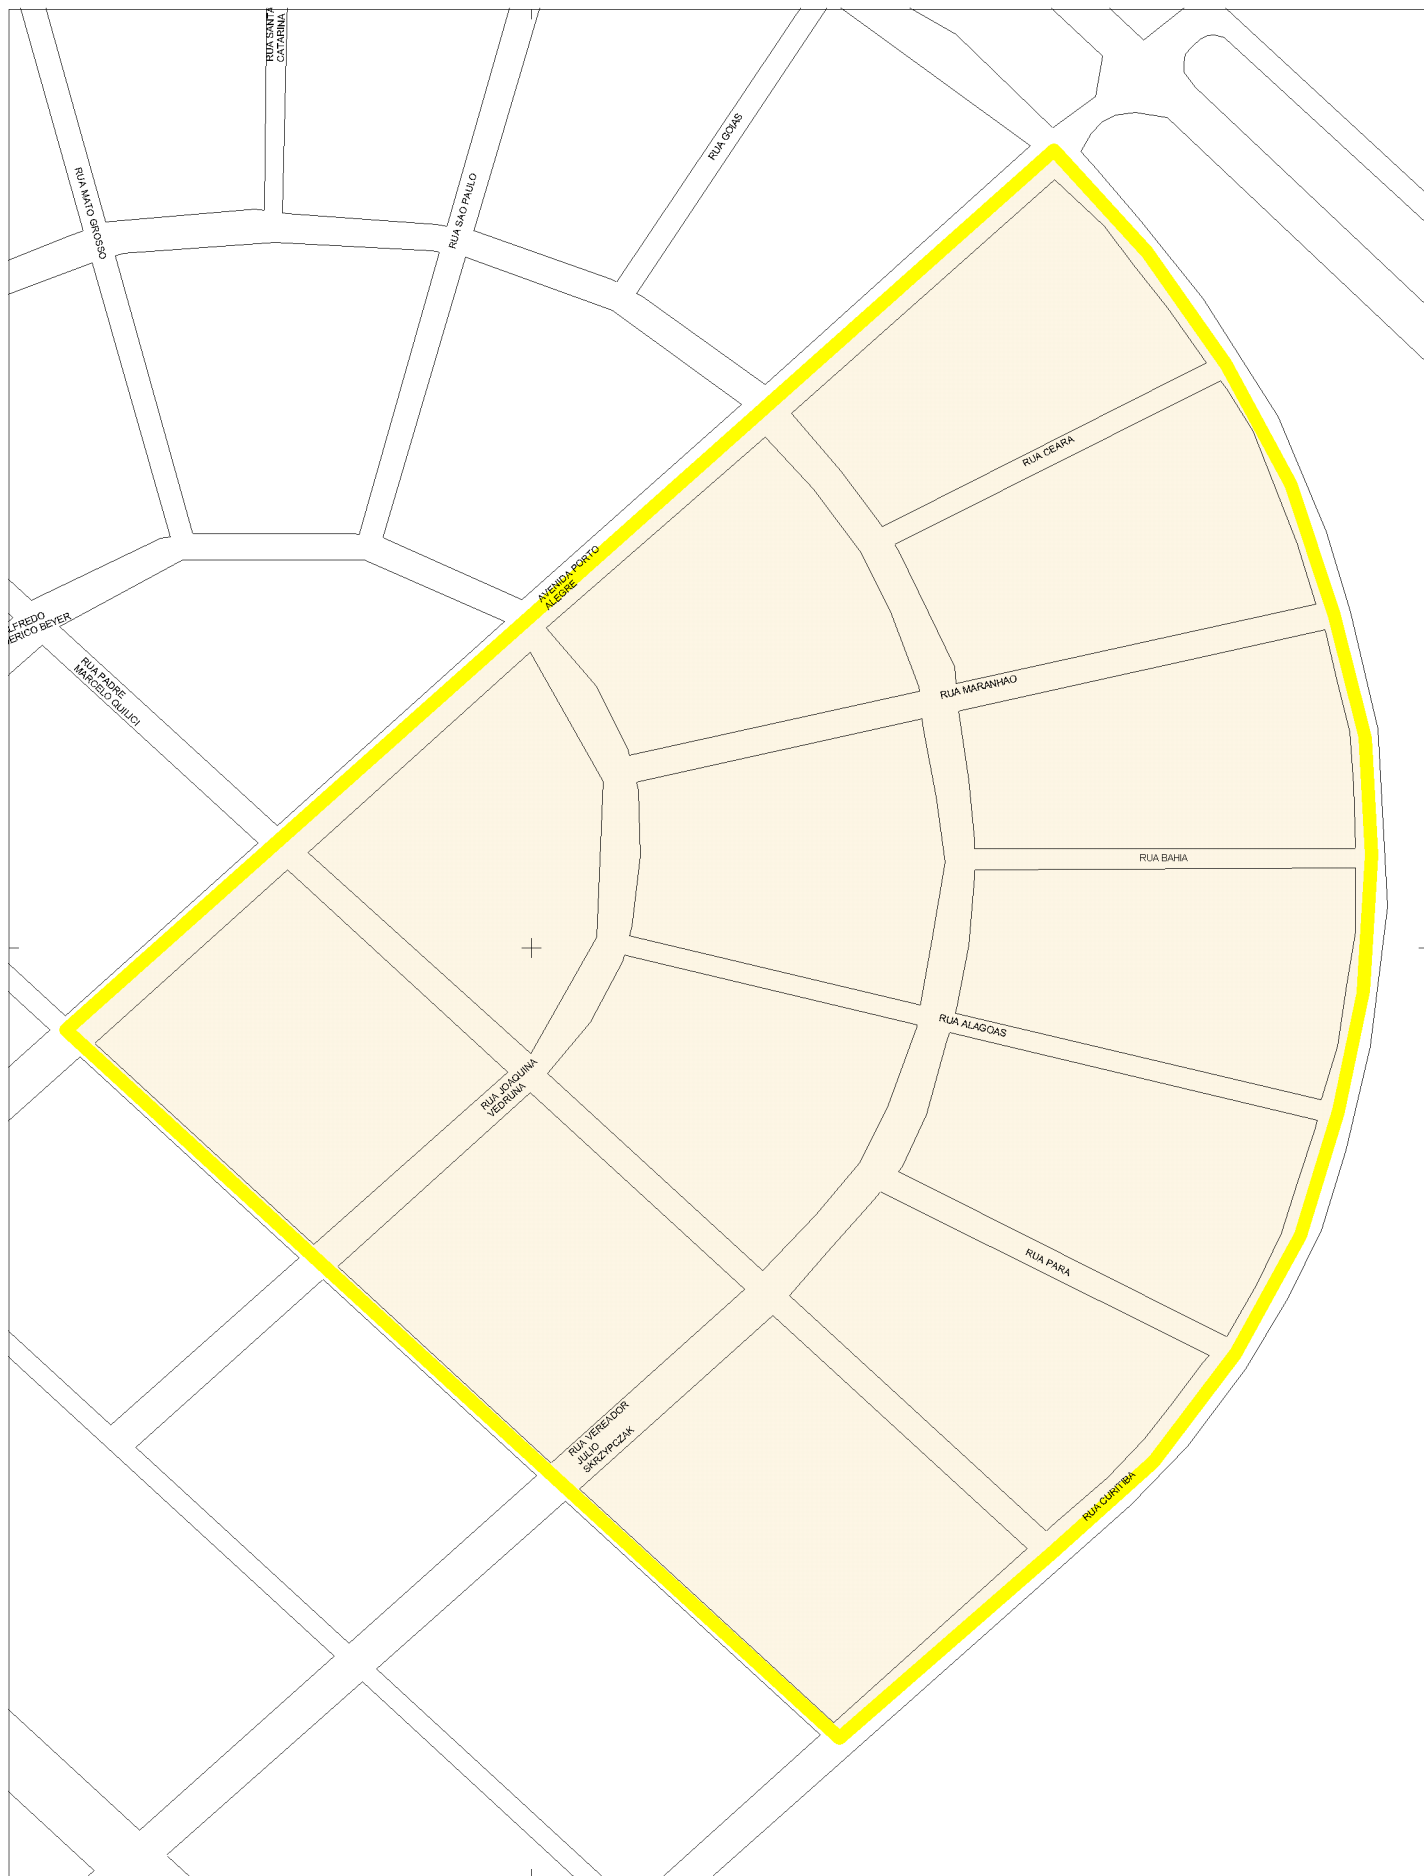 RUA SANTA
CATARINA
RUA MATO GROSSO
RUA SAO PAULO
RUA GOIAS
RUA CEARA
AVENIDA PORTO
ALEGRE
LFREDO
ERICO BEYER
RUA PADRE
MARCELO QUILICI
RUA MARANHAO
RUA BAHIA
RUA ALAGOAS
RUA JOAQUINA
VEDRUNA
RUA PARA
RUA VEREADOR
JULIO
SKRZYPCZAK
RUA CURITIBA